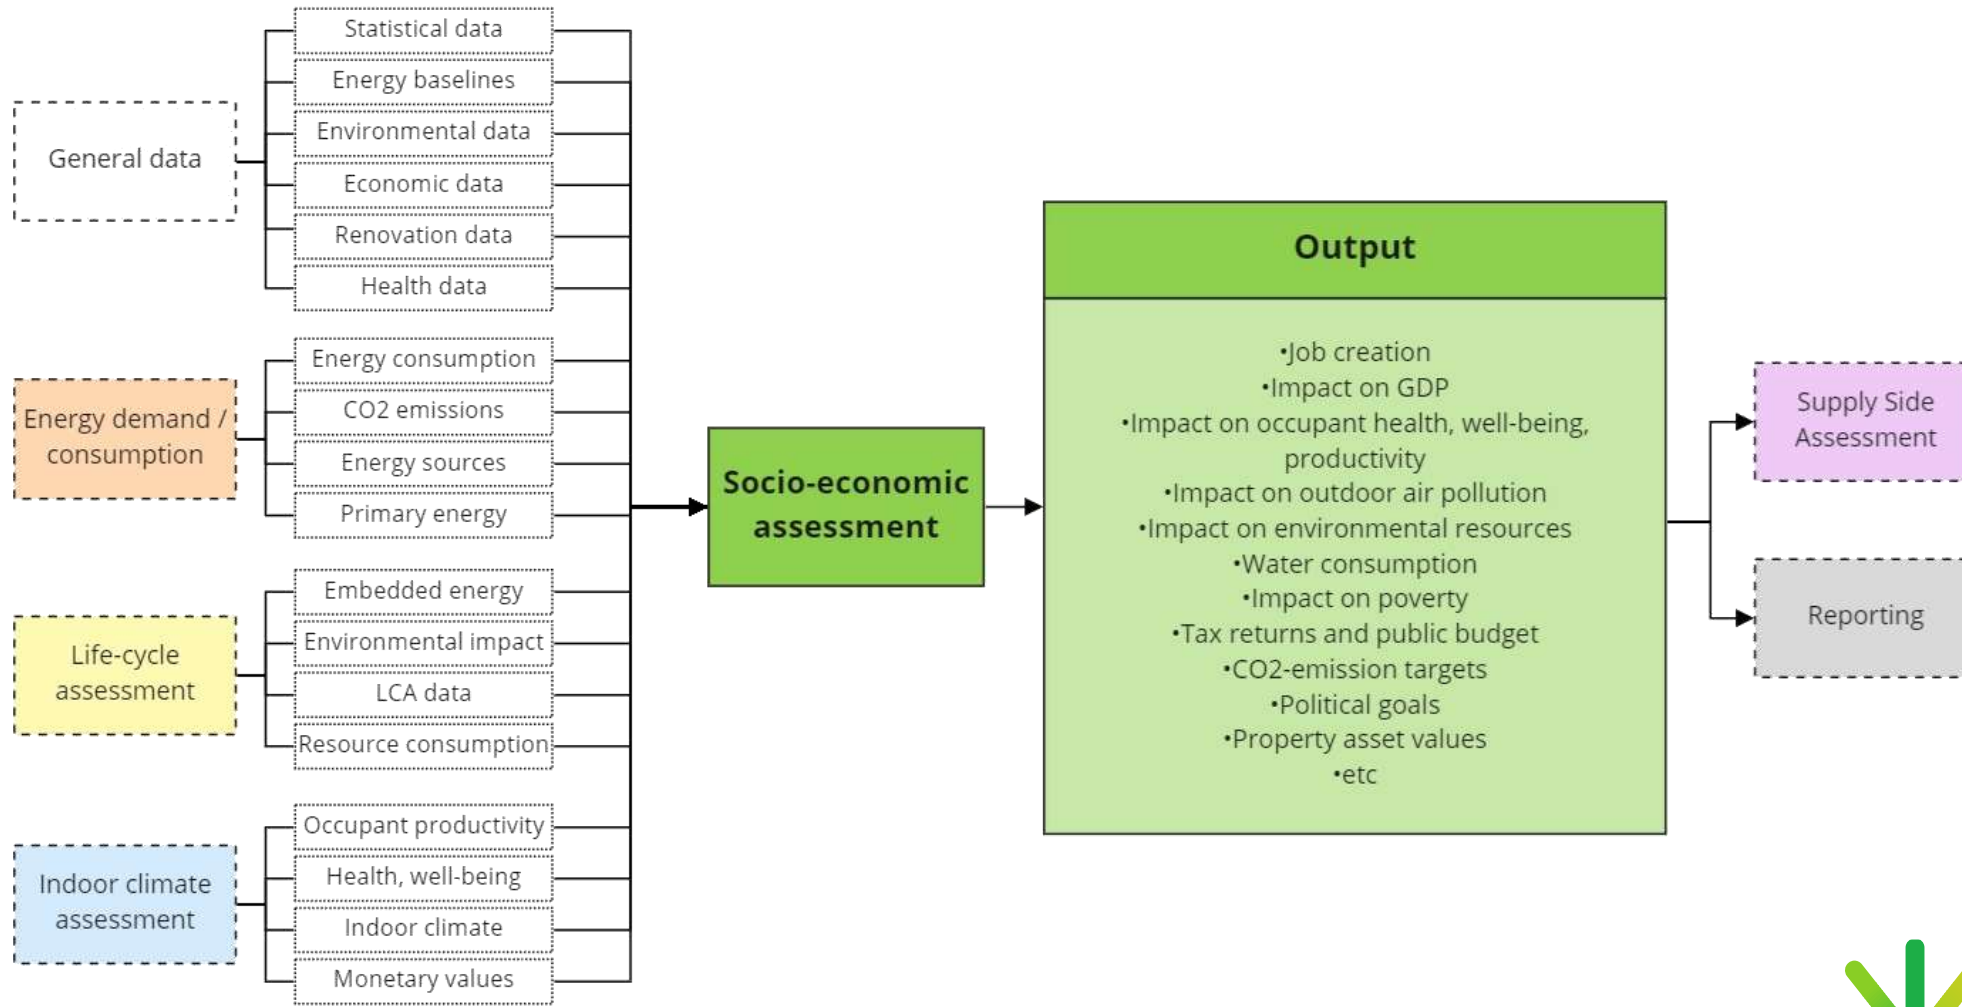 General data
Statistical data
Energy baselines
Environmental data
Economic data
Renovation data
Health data
Energy demand /
consumption
Energy consumption
CO2 emissions
Energy sources
Primary energy
Life-cycle
assessment
Embedded energy
Environmental impact
LCA data
Resource consumption
Indoor climate
assessment
Occupant productivity
Health, well-being
Indoor climate
Monetary values
Socio-economic
assessment
Output
•Job creation
•Impact on GDP
•Impact on occupant health, well-being,
productivity
•Impact on outdoor air pollution
•Impact on environmental resources
•Water consumption
•Impact on poverty
•Tax returns and public budget
•CO2-emission targets
•Political goals
•Property asset values
•etc
Supply Side
Assessment
Reporting